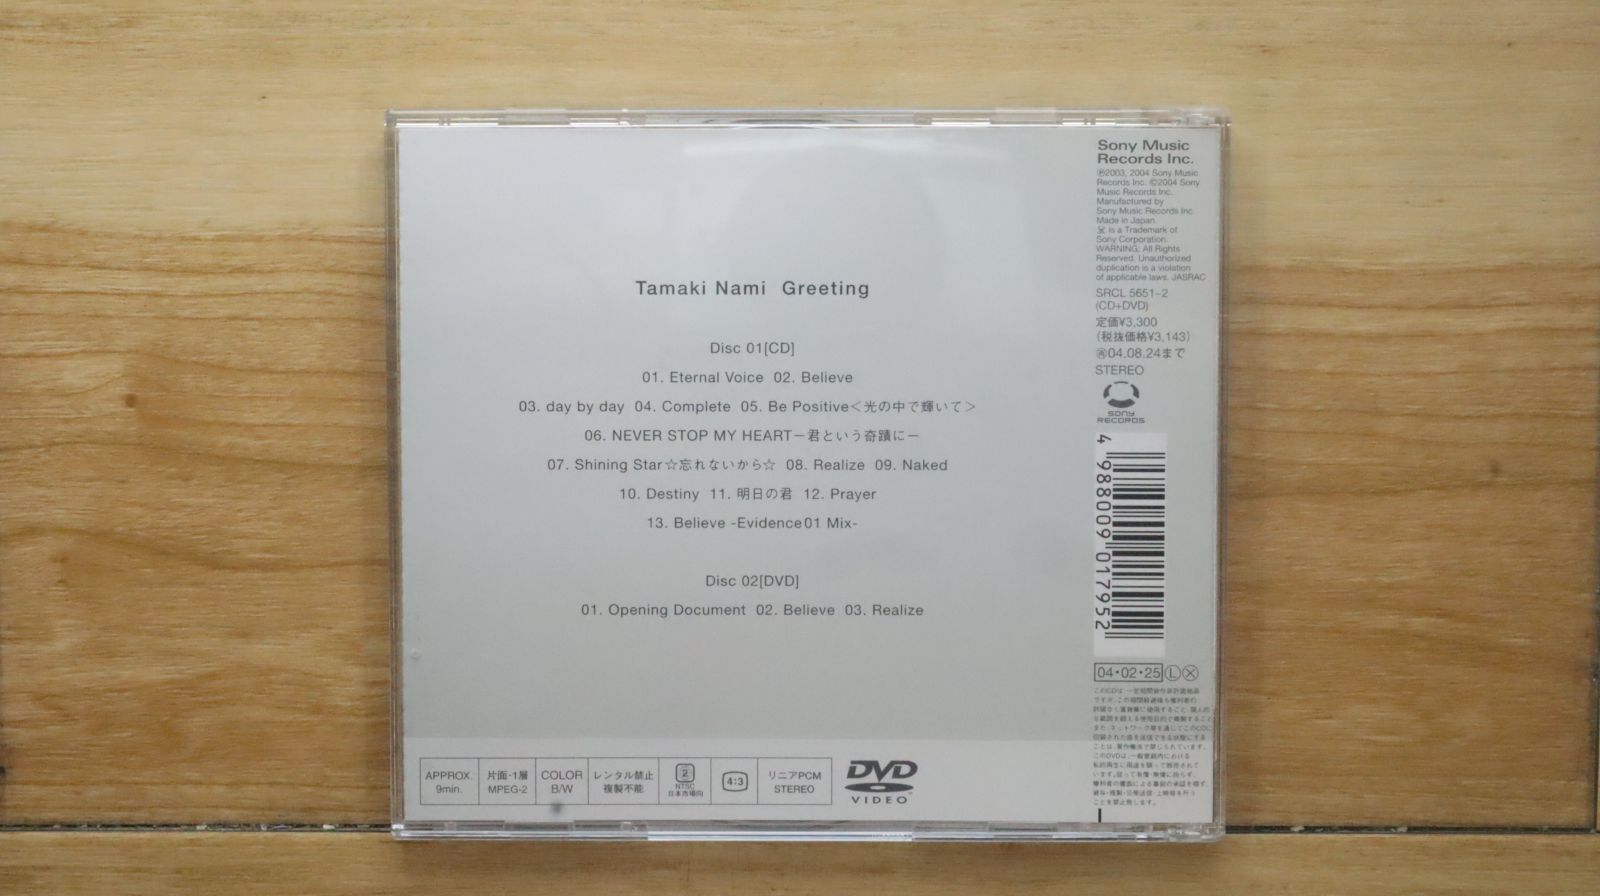 Tamaki Nami Greeting
Disc 01[CD]
01. Eternal Voice 02. Believe
03. day by day 04. Complete 05. Be Positive＜光の中で輝いて＞
06. NEVER STOP MY HEART－君という奇蹟に－
07. Shining Star☆忘れないから☆ 08. Realize 09. Naked
10. Destiny 11. 明日の君 12. Prayer
13. Believe -Evidence01 Mix-
Disc 02[DVD]
01. Opening Document 02. Believe 03. Realize
APPROX.
9min.
片面・1層
MPEG-2
COLOR
B/W
レンタル禁止
複製不能
2
NTSC
日本市場向
4:3
リニアPCM
STEREO
DVD
VIDEO
Sony Music
Records Inc.
℗2003, 2004 Sony Music
Records Inc. ©2004 Sony
Music Records Inc.
Manufactured by
Sony Music Records Inc.
Made in Japan.
is a Trademark of
Sony Corporation.
WARNING: All Rights
Reserved. Unauthorized
duplication is a violation
of applicable laws. JASRAC
SRCL 5651-2
(CD+DVD)
定価¥3,300
(税抜価格¥3,143)
㊢04.08.24まで
STEREO
SONY
RECORDS
4 988009 017952
04・02・25 Ⓛ Ⓧ